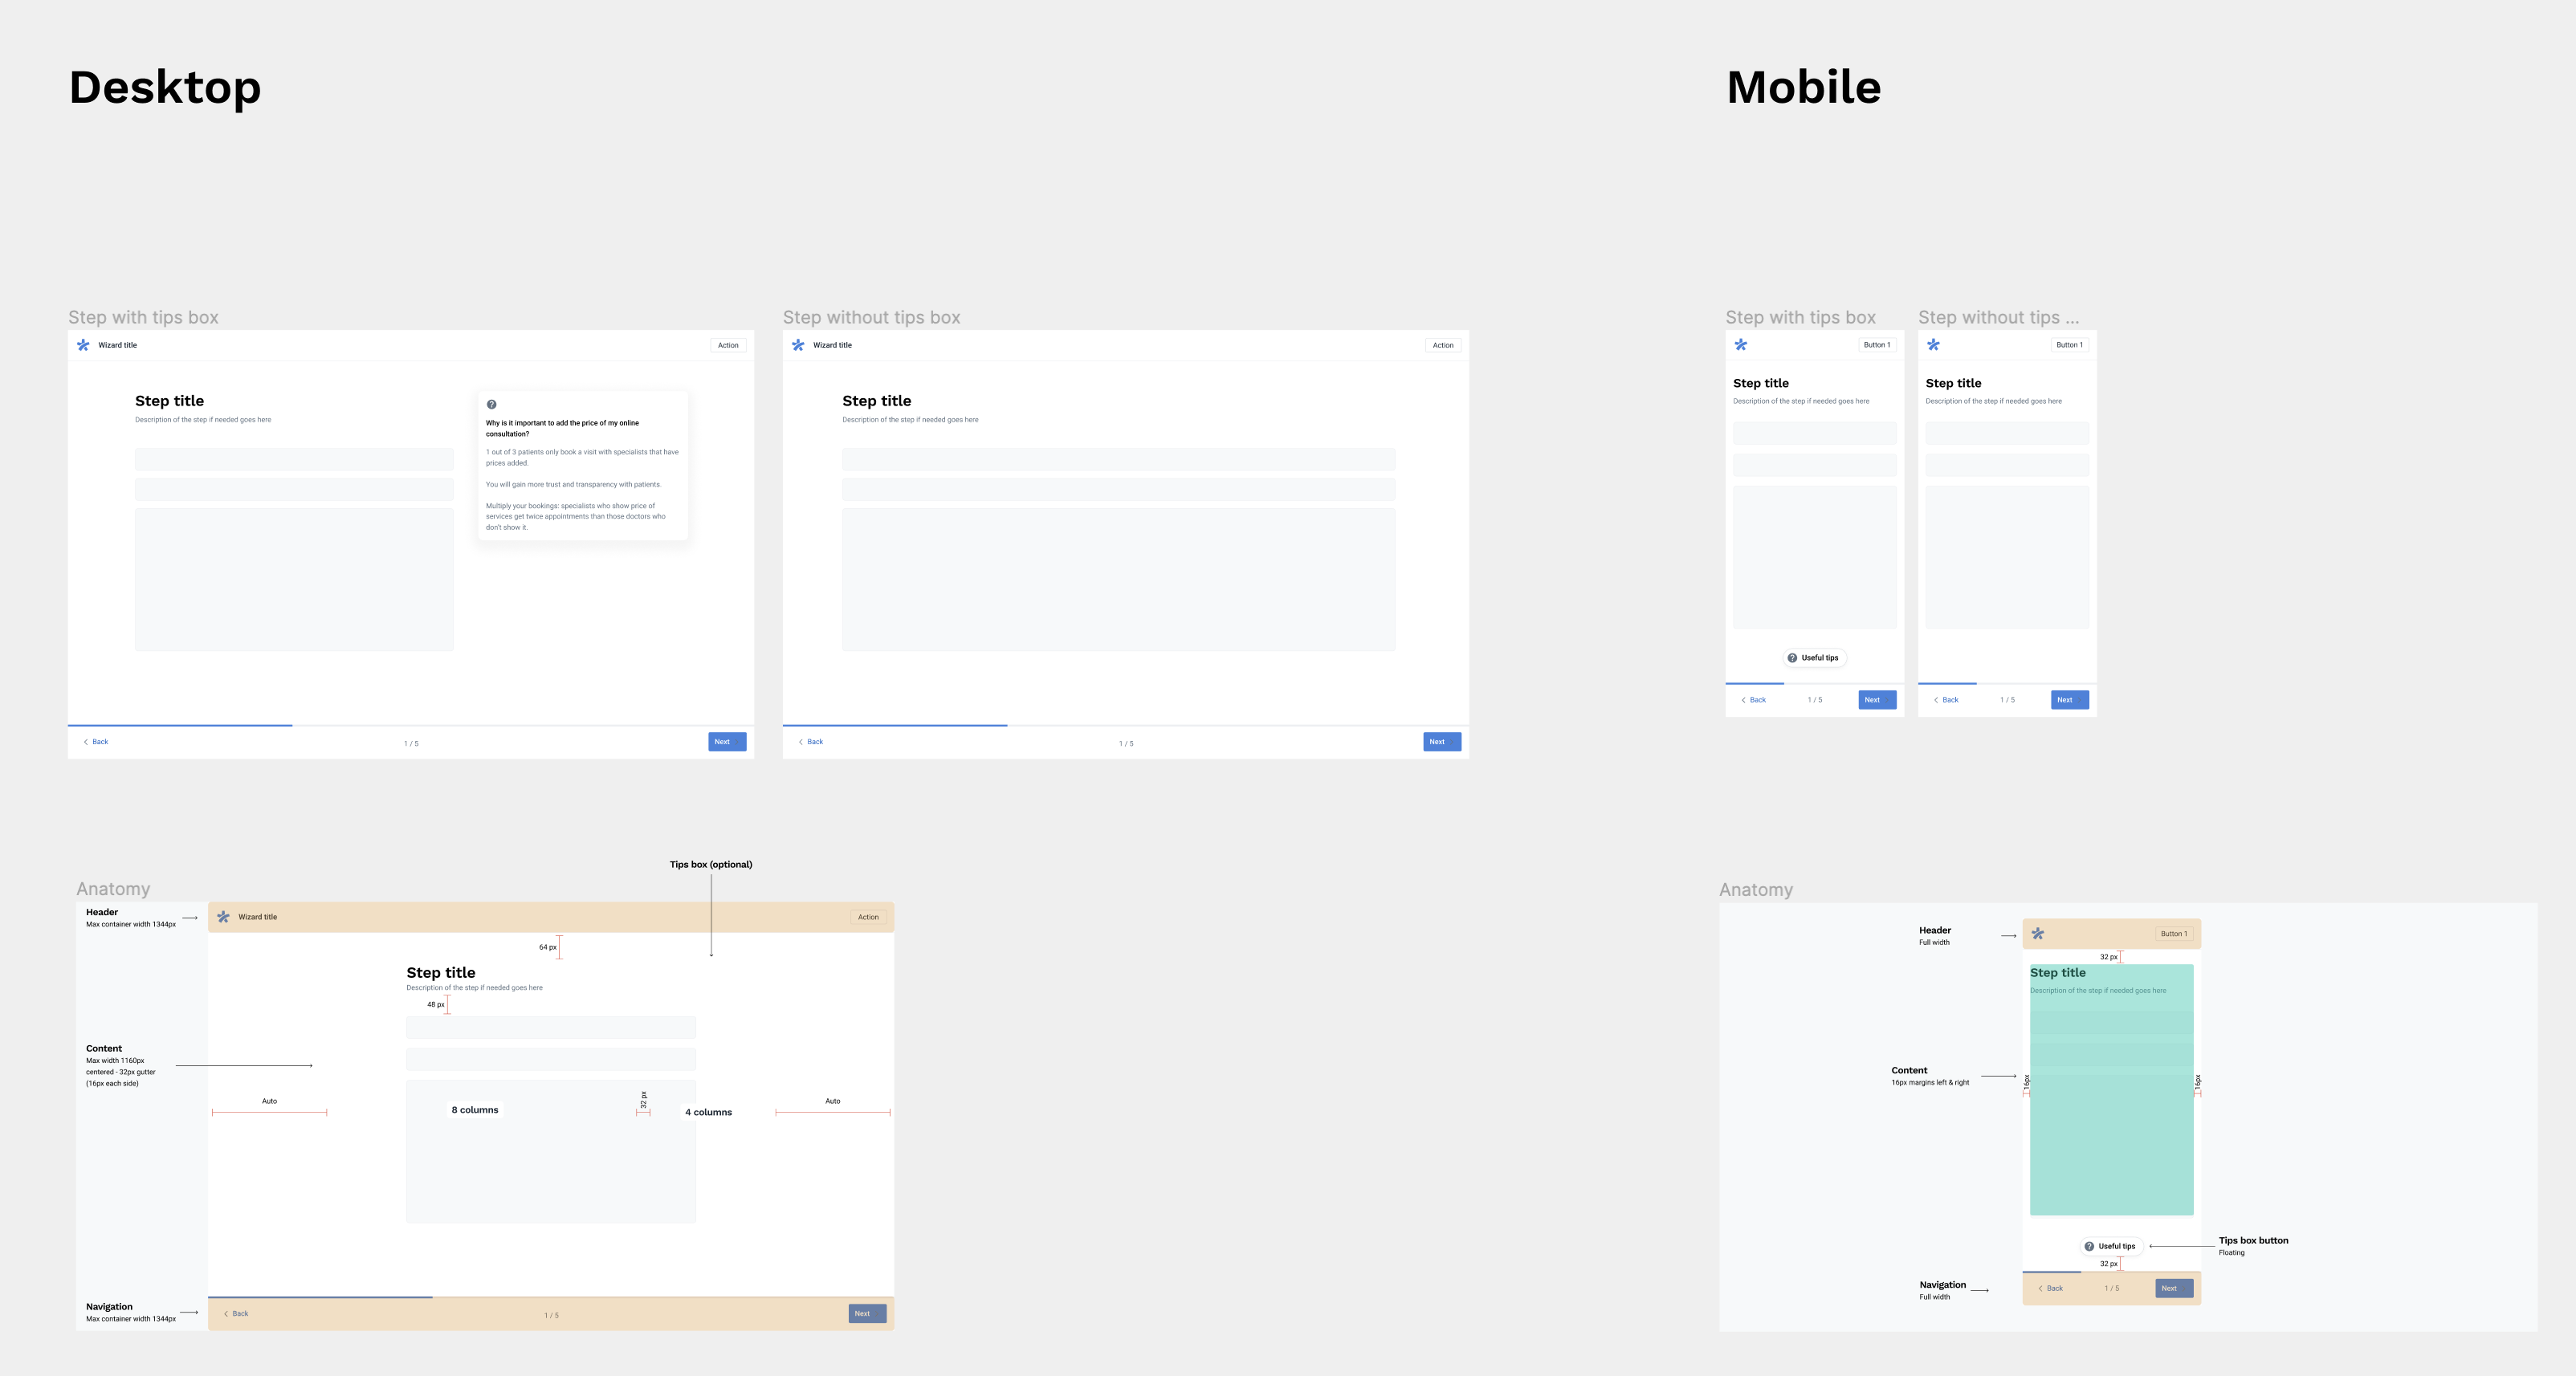 Desktop
Mobile
Step with tips box
Wizard title
Action
Step title
Description of the step if needed goes here
?
Why is it important to add the price of my online
consultation?
1 out of 3 patients only book a visit with specialists that have
prices added.
You will gain more trust and transparency with patients.
Multiply your bookings: specialists who show price of
services get twice appointments than those doctors who
don't show it.
Back
1 / 5
Next
Step without tips box
Wizard title
Action
Step title
Description of the step if needed goes here
Back
1 / 5
Next
Step with tips box
Button 1
Step title
Description of the step if needed goes here
? Useful tips
Back
1 / 5
Next
Step without tips ...
Button 1
Step title
Description of the step if needed goes here
Back
1 / 5
Next
Tips box (optional)
Anatomy
Header
Max container width 1344px
Wizard title
Action
64 px
Step title
Description of the step if needed goes here
48 px
Content
Max width 1160px
centered - 32px gutter
(16px each side)
Auto
8 columns
32 px
4 columns
Auto
Navigation
Max container width 1344px
Back
1 / 5
Next
Anatomy
Header
Full width
Button 1
32 px
Step title
Description of the step if needed goes here
Content
16px margins left & right
16px
16px
? Useful tips
Tips box button
Floating
32 px
Navigation
Full width
Back
1 / 5
Next